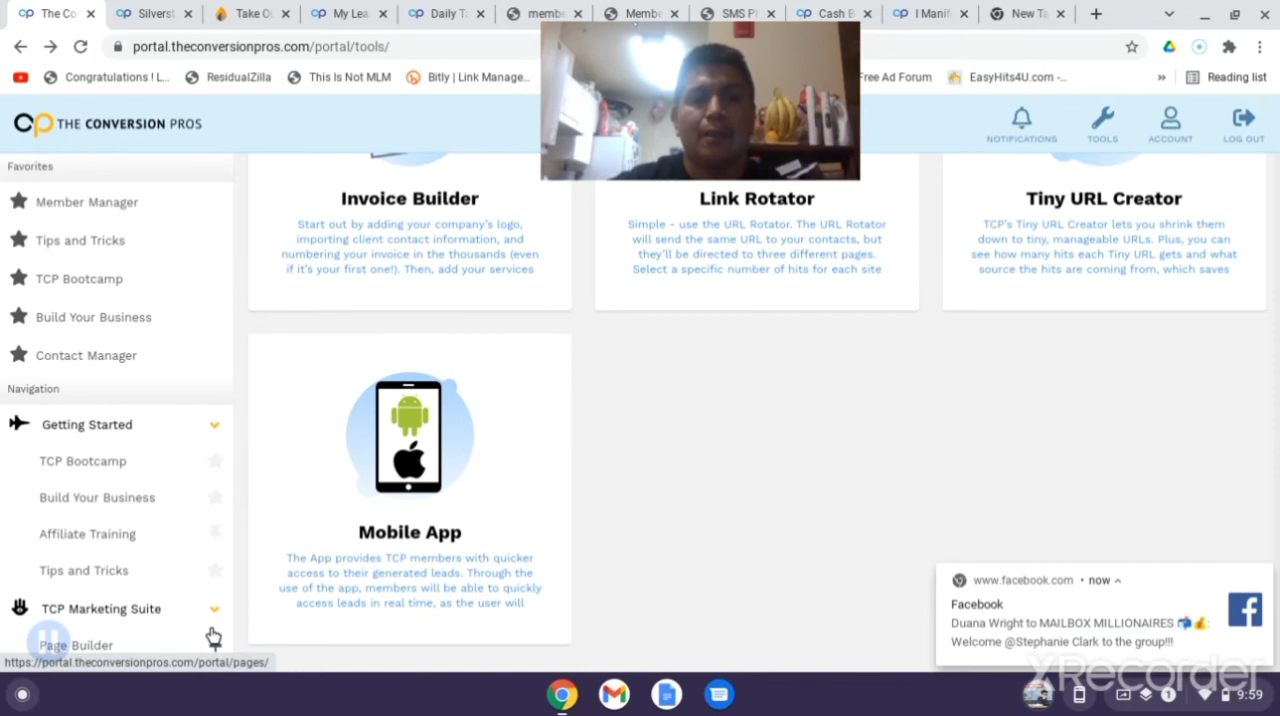 The Co
Silverst
Take O
My Lea
Daily T
membe
Membe
SMS P
Cash B
I Manif
New Ta
portal.theconversionpros.com/portal/tools/
Congratulations ! L...
ResidualZilla
This Is Not MLM
Bitly | Link Manage...
Free Ad Forum
EasyHits4U.com -...
»
Reading list
cp THE CONVERSION PROS
NOTIFICATIONS
TOOLS
ACCOUNT
LOG OUT
Favorites
Member Manager
Tips and Tricks
TCP Bootcamp
Build Your Business
Contact Manager
Navigation
Getting Started
TCP Bootcamp
Build Your Business
Affiliate Training
Tips and Tricks
TCP Marketing Suite
Page Builder
https://portal.theconversionpros.com/portal/pages/
Invoice Builder
Start out by adding your company's logo,
importing client contact information, and
numbering your invoice in the thousands (even
if it's your first one!). Then, add your services
Link Rotator
Simple - use the URL Rotator. The URL Rotator
will send the same URL to your contacts, but
they'll be directed to three different pages.
Select a specific number of hits for each site
Tiny URL Creator
TCP's Tiny URL Creator lets you shrink them
down to tiny, manageable URLs. Plus, you can
see how many hits each Tiny URL gets and what
source the hits are coming from, which saves
Mobile App
The App provides TCP members with quicker
access to their generated leads. Through the
use of the app, members will be able to quickly
access leads in real time, as the user will
www.facebook.com • now
Facebook
Duana Wright to MAILBOX MILLIONAIRES 📬💰:
Welcome @Stephanie Clark to the group!!!
XRecorder
1
9:59